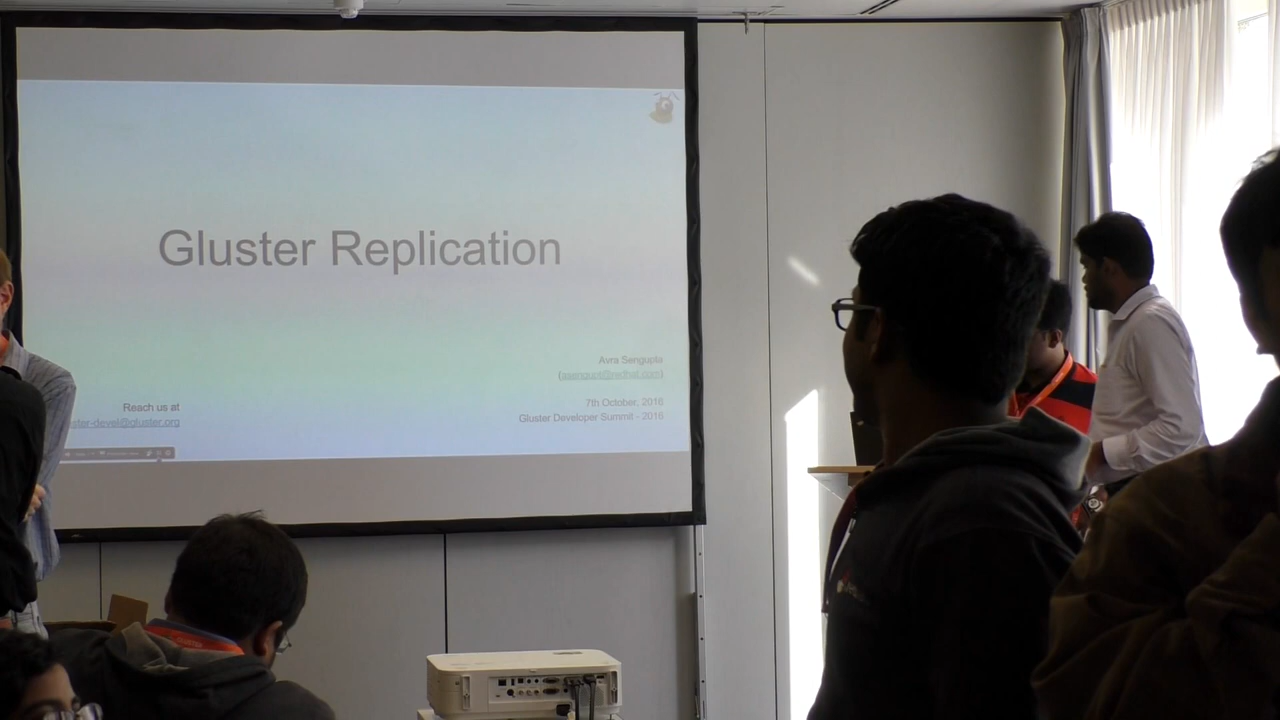 Gluster Replication
Avra Sengupta
(asengupt@redhat.com)
7th October, 2016
Gluster Developer Summit - 2016
Reach us at
ster-devel@gluster.org